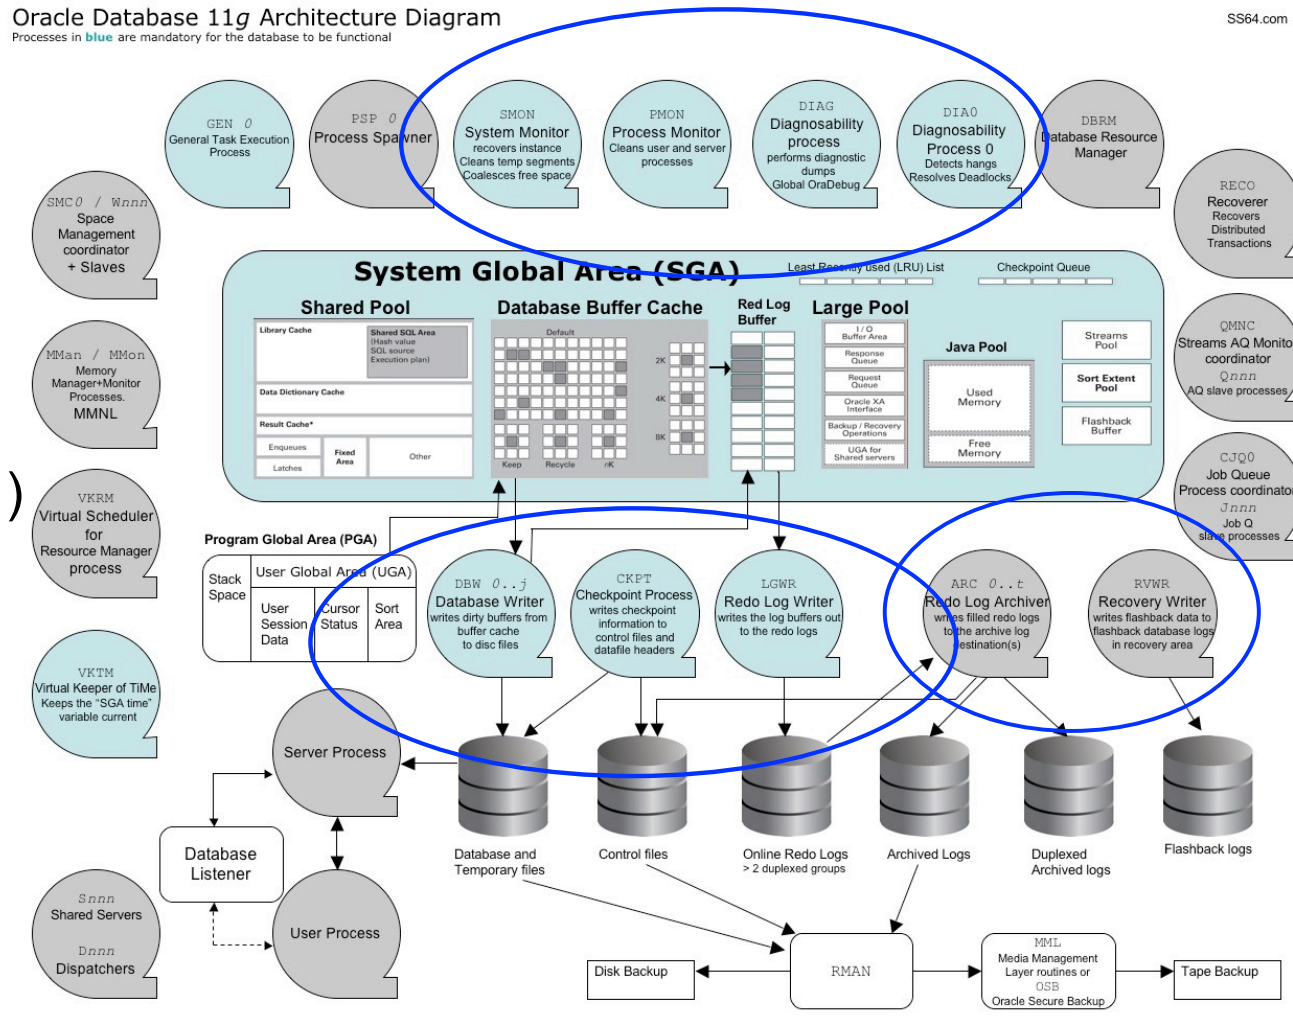 Oracle Database 11g Architecture Diagram
SS64.com
Processes in blue are mandatory for the database to be functional
GEN 0
General Task Execution
Process
PSP 0
Process Spawner
SMON
System Monitor
recovers instance
Cleans temp segments
Coalesces free space
PMON
Process Monitor
Cleans user and server
processes
DIAG
Diagnosability
process
performs diagnostic
dumps
Global OraDebug
DIA0
Diagnosability
Process 0
Detects hangs
Resolves Deadlocks
DBRM
Database Resource
Manager
RECO
Recoverer
Recovers
Distributed
Transactions
SMC0 / Wnnn
Space
Management
coordinator
+ Slaves
MMan / MMon
Memory
Manager+Monitor
Processes.
MMNL
)
VKRM
Virtual Scheduler
for
Resource Manager
process
VKTM
Virtual Keeper of TiMe
Keeps the “SGA time”
variable current
Snnn
Shared Servers
Dnnn
Dispatchers
System Global Area (SGA)
Least Recently used (LRU) List
Checkpoint Queue
Shared Pool
Library Cache
Shared SQL Area
(Hash value
SQL source
Execution plan)
Data Dictionary Cache
Result Cache*
Enqueues
Latches
Fixed
Area
Other
Database Buffer Cache
Default
2K
4K
8K
Keep
Recycle
nK
Red Log
Buffer
Large Pool
I / O
Buffer Area
Response
Queue
Request
Queue
Oracle XA
Interface
Backup / Recovery
Operations
UGA for
Shared servers
Java Pool
Used
Memory
Free
Memory
Streams
Pool
Sort Extent
Pool
Flashback
Buffer
QMNC
Streams AQ Monito
coordinator
Qnnn
AQ slave processes
CJQ0
Job Queue
Process coordinator
Jnnn
Job Q
slave processes
Program Global Area (PGA)
Stack
Space
User Global Area (UGA)
User
Session
Data
Cursor
Status
Sort
Area
DBW 0..j
Database Writer
writes dirty buffers from
buffer cache
to disc files
CKPT
Checkpoint Process
writes checkpoint
information to
control files and
datafile headers
LGWR
Redo Log Writer
writes the log buffers out
to the redo logs
ARC 0..t
Redo Log Archiver
writes filled redo logs
to the archive log
destination(s)
RVWR
Recovery Writer
writes flashback data to
flashback database logs
in recovery area
Server Process
Database
Listener
User Process
Database and
Temporary files
Control files
Online Redo Logs
> 2 duplexed groups
Archived Logs
Duplexed
Archived logs
Flashback logs
Disk Backup
RMAN
MML
Media Management
Layer routines or
OSB
Oracle Secure Backup
Tape Backup